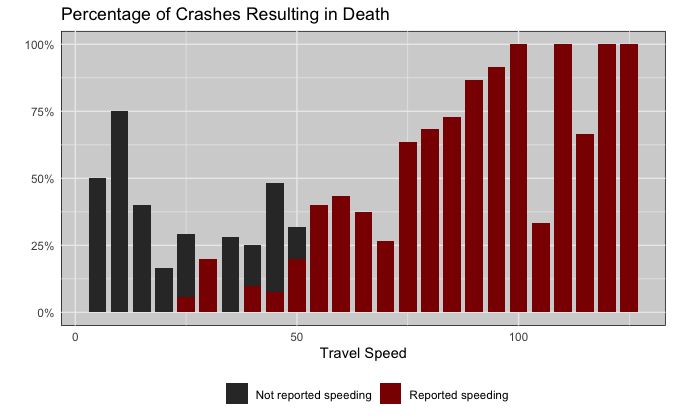 Percentage of Crashes Resulting in Death
100%
75%
50%
25%
0%
0 50 100
Travel Speed
Not reported speeding Reported speeding